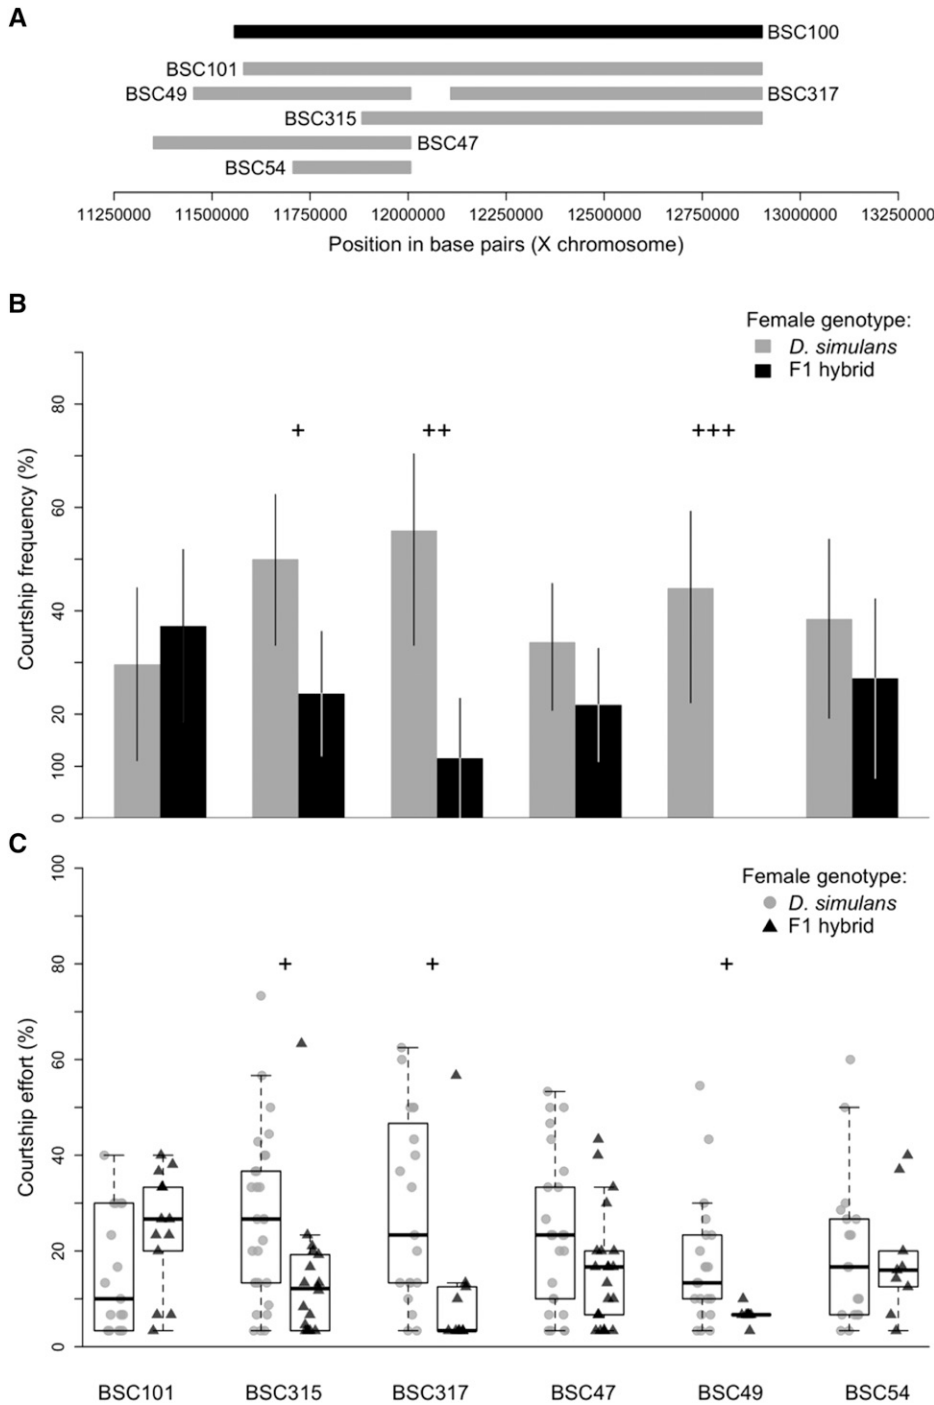 A
BSC100
BSC101
BSC49
BSC317
BSC315
BSC47
BSC54
11250000 11500000 11750000 12000000 12250000 12500000 12750000 13000000 13250000
Position in base pairs (X chromosome)
B
Female genotype:
D. simulans
F1 hybrid
Courtship frequency (%)
80
60
40
20
100
0
+ ++ +++
C
Female genotype:
D. simulans
F1 hybrid
Courtship effort (%)
100
80
60
40
20
0
+ + +
BSC101 BSC315 BSC317 BSC47 BSC49 BSC54